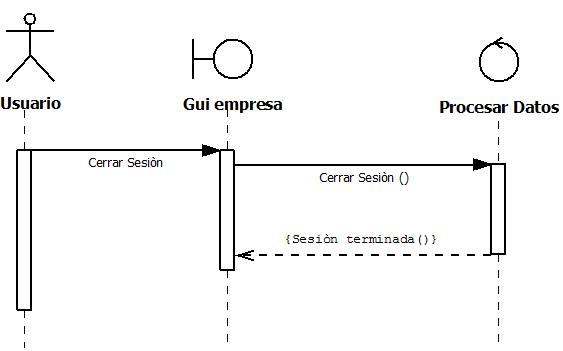 Usuario
Gui empresa
Procesar Datos
Cerrar Sesiòn
Cerrar Sesiòn ()
{Sesiòn terminada()}